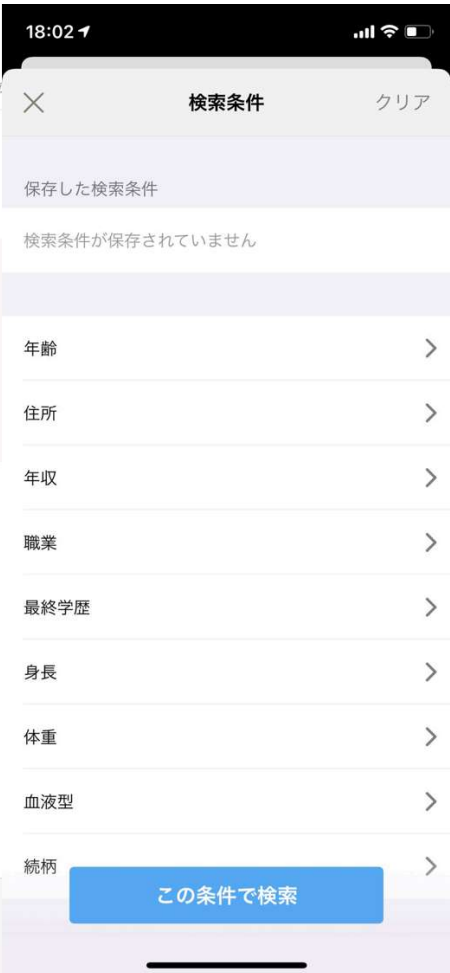 18:02
検索条件 クリア
保存した検索条件
検索条件が保存されていません
年齢
住所
年収
職業
最終学歴
身長
体重
血液型
続柄
この条件で検索